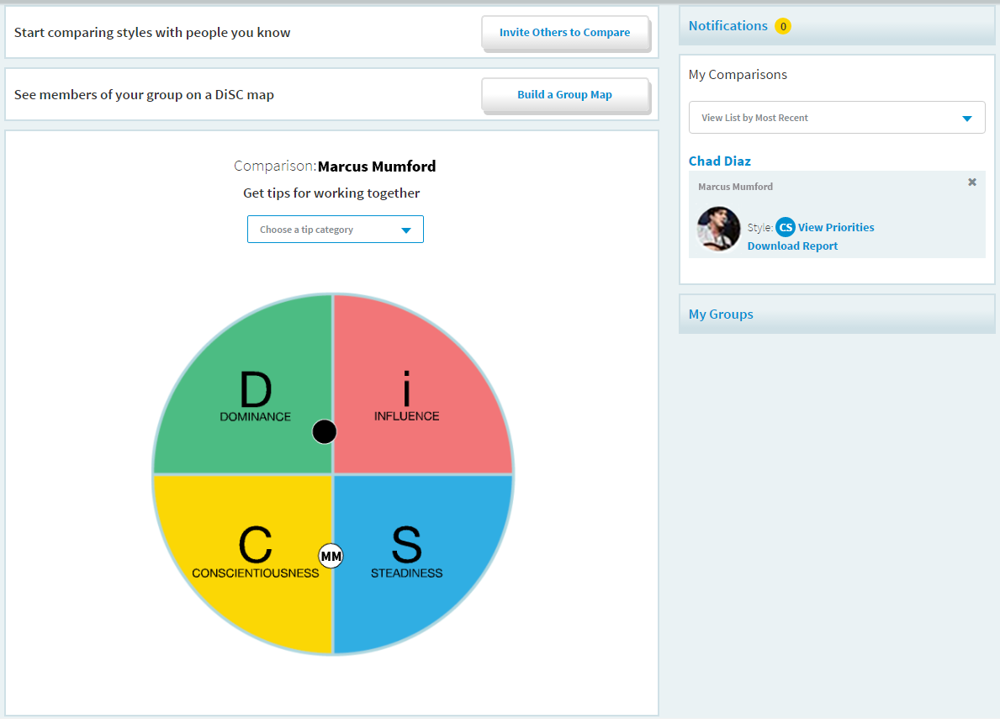 Start comparing styles with people you know
Invite Others to Compare
See members of your group on a DiSC map
Build a Group Map
Comparison: Marcus Mumford
Get tips for working together
Choose a tip category
D
DOMINANCE
i
INFLUENCE
C
CONSCIENTIOUSNESS
MM
S
STEADINESS
Notifications 0
My Comparisons
View List by Most Recent
Chad Diaz
Marcus Mumford
Style: CS View Priorities
Download Report
My Groups